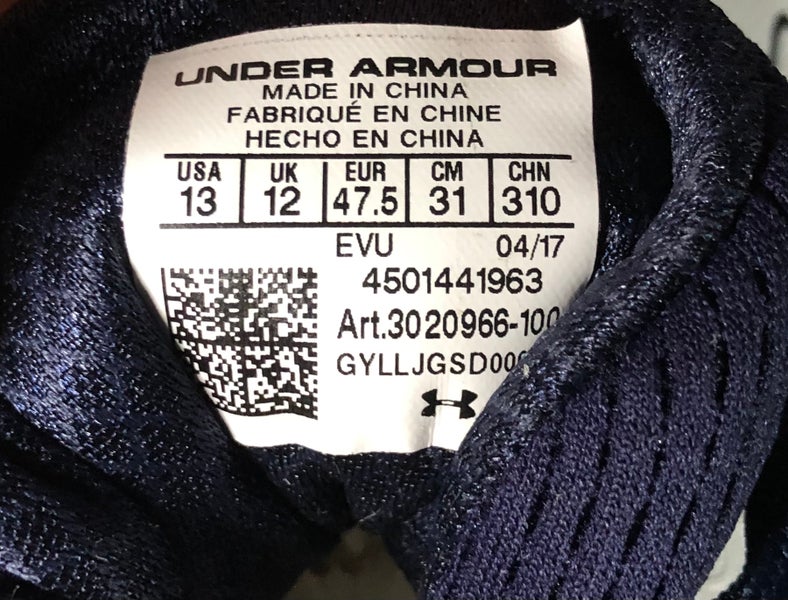 UNDER ARMOUR
MADE IN CHINA
FABRIQUÉ EN CHINE
HECHO EN CHINA
USA UK EUR CM CHN
13 12 47.5 31 310
EVU 04/17
4501441963
Art.3020966-100